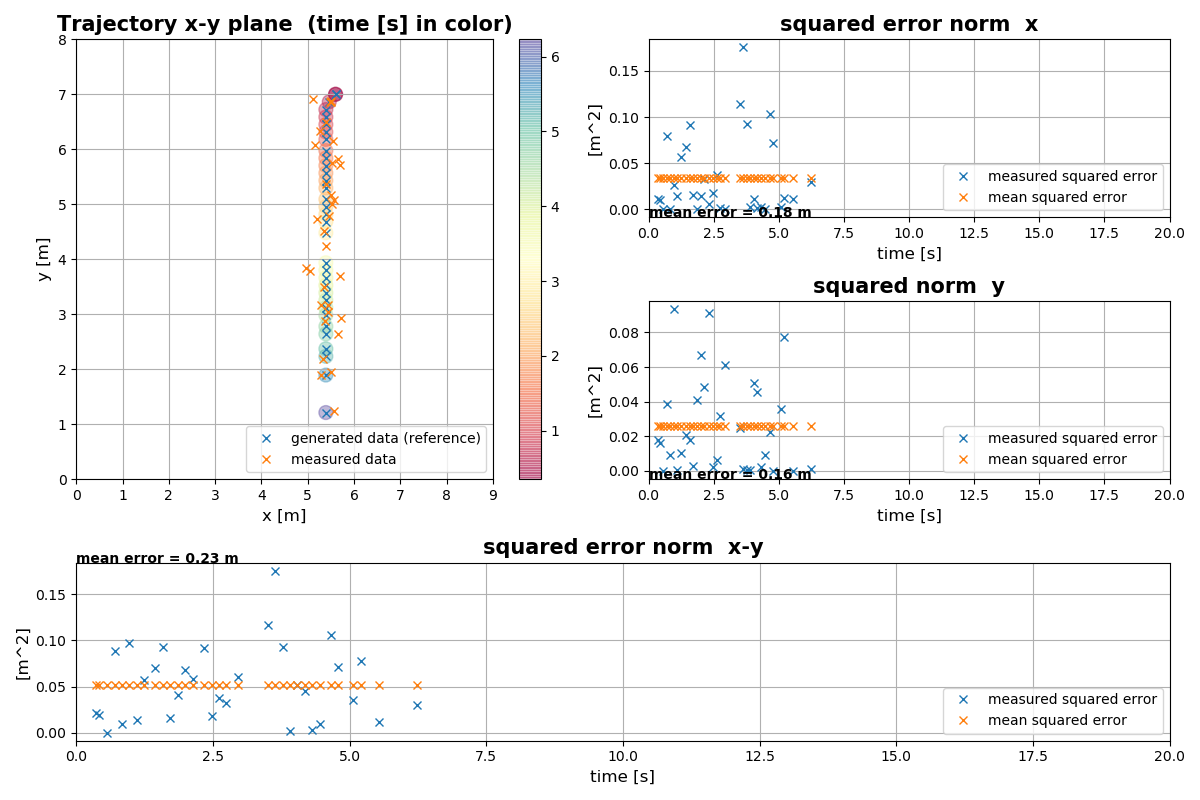 Trajectory x-y plane  (time [s] in color)
8
7
6
5
4
3
2
1
0
y [m]
0 1 2 3 4 5 6 7 8 9
x [m]
generated data (reference)
measured data
6
5
4
3
2
1
squared error norm  x
0.15
0.10
0.05
0.00
[m^2]
measured squared error
mean squared error
mean error = 0.18 m
0.0 2.5 5.0 7.5 10.0 12.5 15.0 17.5 20.0
time [s]
squared norm  y
0.08
0.06
0.04
0.02
0.00
[m^2]
measured squared error
mean squared error
mean error = 0.16 m
0.0 2.5 5.0 7.5 10.0 12.5 15.0 17.5 20.0
time [s]
squared error norm  x-y
mean error = 0.23 m
0.15
0.10
0.05
0.00
[m^2]
measured squared error
mean squared error
0.0 2.5 5.0 7.5 10.0 12.5 15.0 17.5 20.0
time [s]